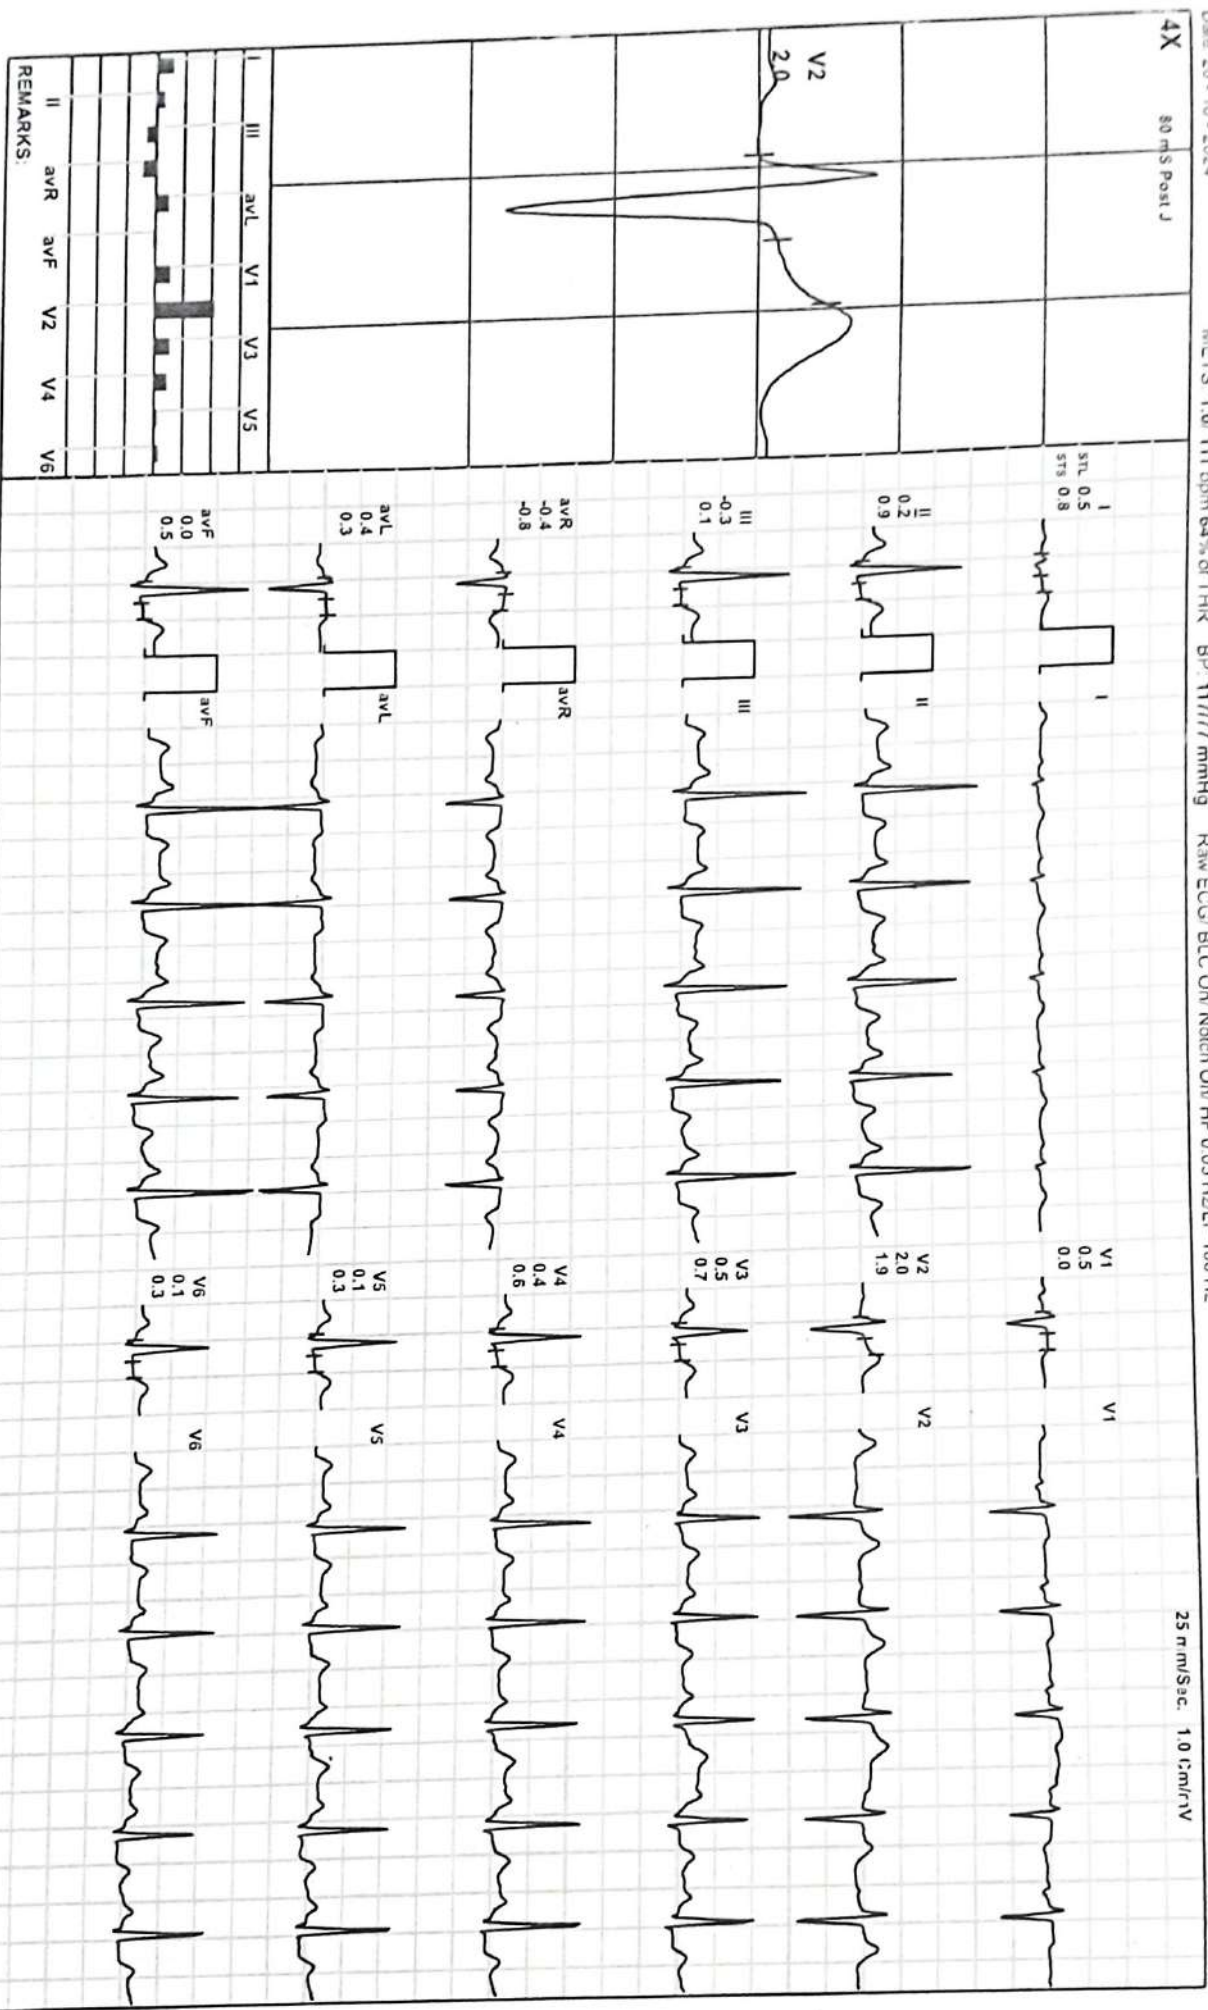 4X
80 mS Post J
25 mm/Sec. 1.0 Cm/mV
V2
2.0
I III avL V1 V3 V5
II avR avF V2 V4 V6
REMARKS:
I
STL 0.5
STS 0.8
I
V1
0.5
0.0
V1
II
0.2
0.9
II
V2
2.0
1.9
V2
III
-0.3
0.1
III
V3
0.5
0.7
V3
avR
-0.4
-0.8
avR
V4
0.4
0.6
V4
avL
0.4
0.3
avL
V5
0.1
0.3
V5
avF
0.0
0.5
avF
V6
0.1
0.3
V6